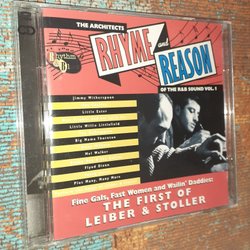 THE ARCHITECTS
RHYME and
REASON
OF THE R&B SOUND VOL. 1
Jimmy Witherspoon
Little Esther
Little Willie Littlefield
Big Mama Thornton
Mel Walker
Floyd Dixon
Plus Many, Many More
Fine Gals, Fast Women and Wailin' Daddies:
THE FIRST OF
LEIBER & STOLLER